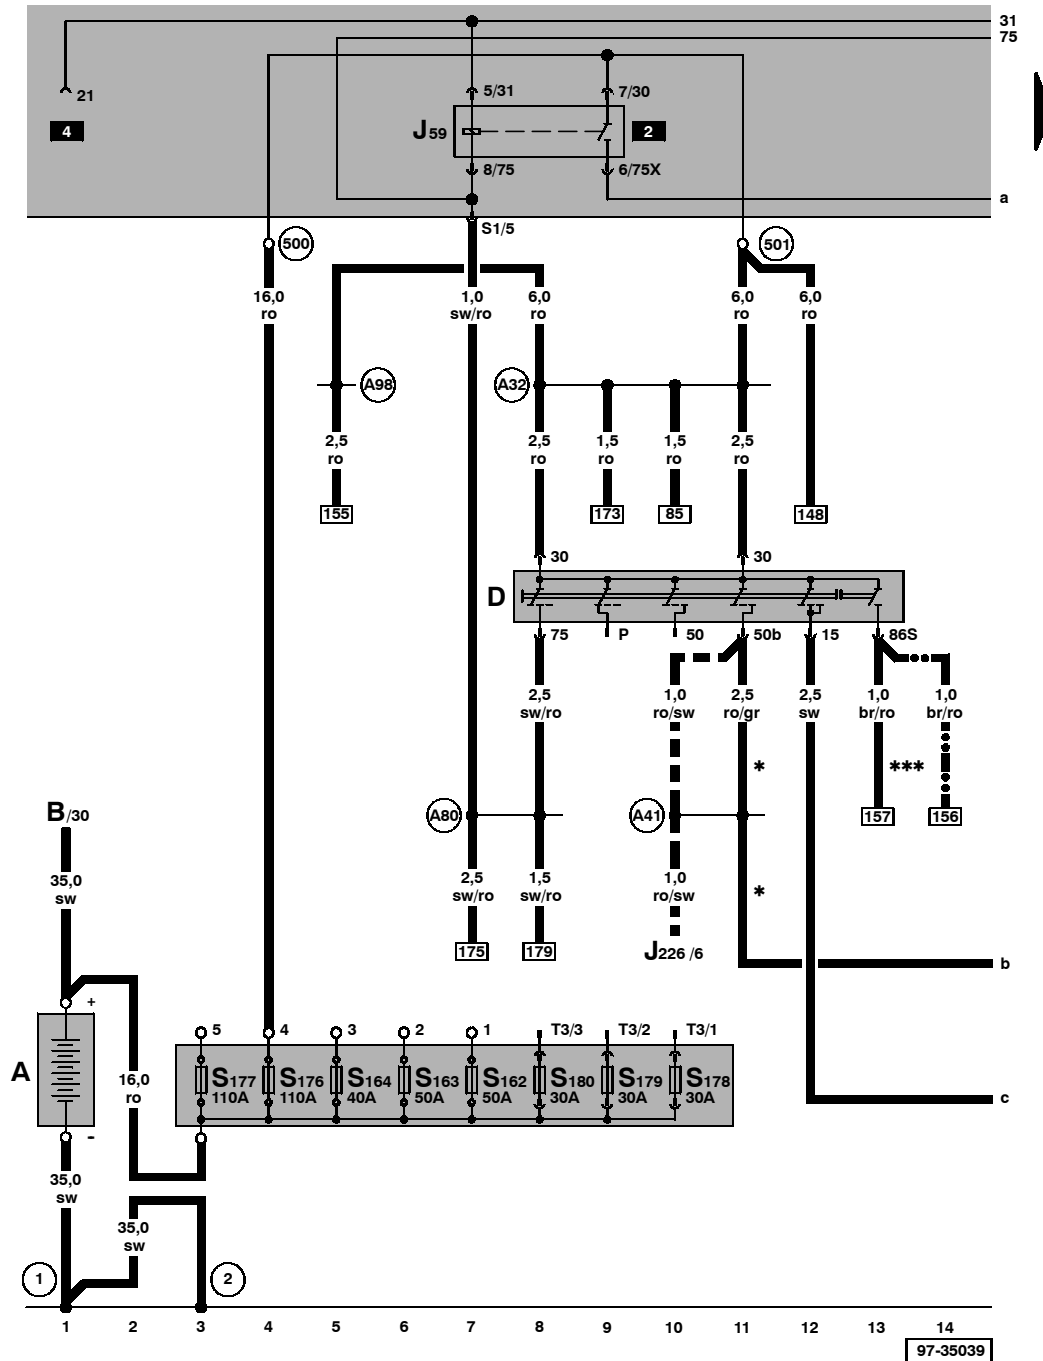 31
75
21
5/31
7/30
4
J59
2
8/75
6/75X
a
S1/5
500
501
16,0
ro
1,0
sw/ro
6,0
ro
6,0
ro
6,0
ro
A98
A32
2,5
ro
2,5
ro
1,5
ro
1,5
ro
2,5
ro
155
173
85
148
30
30
D
75
P
50
50b
15
86S
2,5
sw/ro
1,0
ro/sw
2,5
ro/gr
2,5
sw
1,0
br/ro
1,0
br/ro
*
***
B/30
A80
A41
157
156
35,0
sw
2,5
sw/ro
1,5
sw/ro
1,0
ro/sw
*
175
179
J226 /6
b
+
5
4
3
2
1
T3/3
T3/2
T3/1
A
16,0
ro
S177
110A
S176
110A
S164
40A
S163
50A
S162
50A
S180
30A
S179
30A
S178
30A
c
-
35,0
sw
35,0
sw
1
2
1 2 3 4 5 6 7 8 9 10 11 12 13 14
97-35039